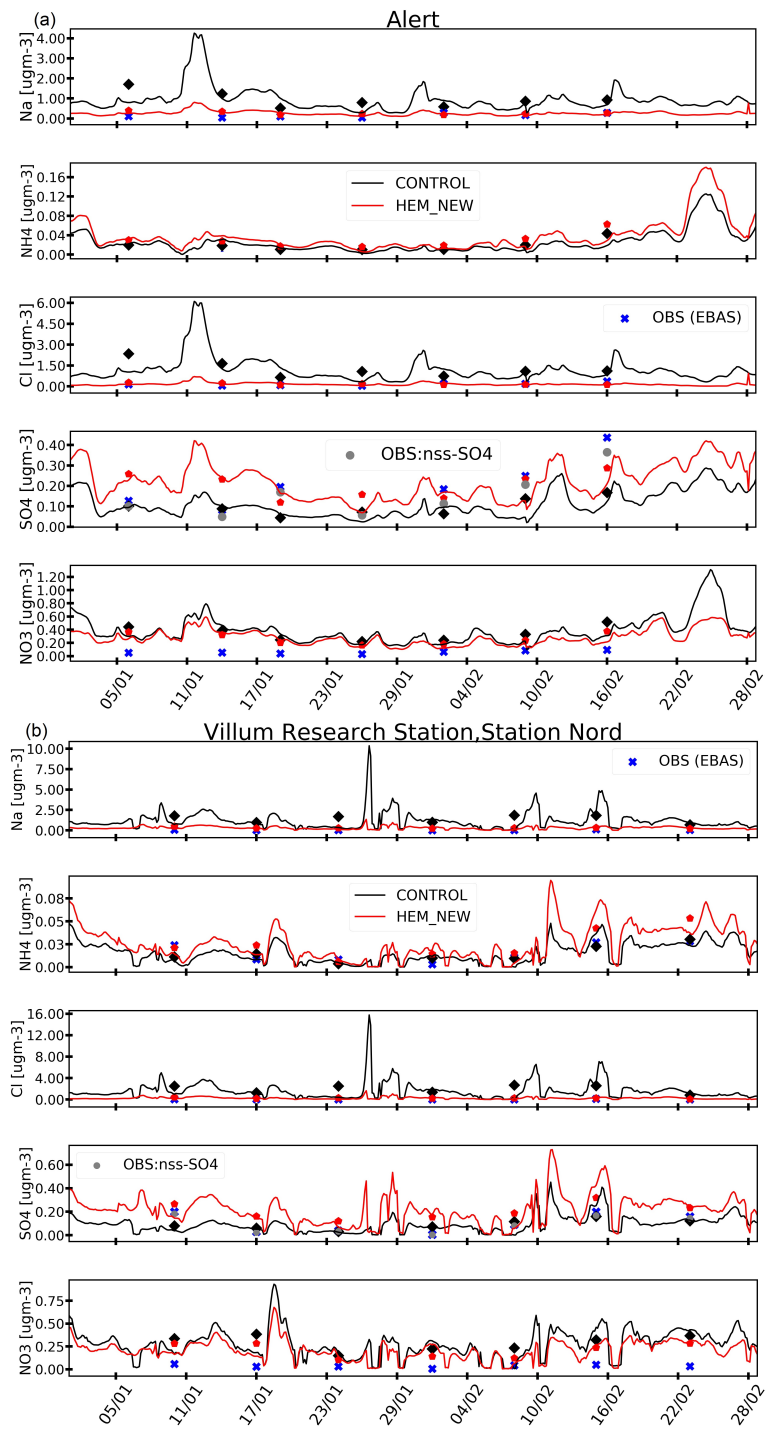 (a)
Alert
Na [ugm-3]
4.00
3.00
2.00
1.00
0.00
NH4 [ugm-3]
0.16
0.12
0.08
0.04
0.00
CONTROL
HEM_NEW
Cl [ugm-3]
6.00
4.50
3.00
1.50
0.00
OBS (EBAS)
SO4 [ugm-3]
0.40
0.30
0.20
0.10
0.00
OBS:nss-SO4
NO3 [ugm-3]
1.20
1.00
0.80
0.60
0.40
0.20
0.00
05/01 11/01 17/01 23/01 29/01 04/02 10/02 16/02 22/02 28/02
(b)
Villum Research Station,Station Nord
Na [ugm-3]
10.00
7.50
5.00
2.50
0.00
OBS (EBAS)
NH4 [ugm-3]
0.08
0.05
0.03
0.00
CONTROL
HEM_NEW
Cl [ugm-3]
16.00
12.00
8.00
4.00
0.00
SO4 [ugm-3]
0.60
0.40
0.20
0.00
OBS:nss-SO4
NO3 [ugm-3]
0.75
0.50
0.25
0.00
05/01 11/01 17/01 23/01 29/01 04/02 10/02 16/02 22/02 28/02